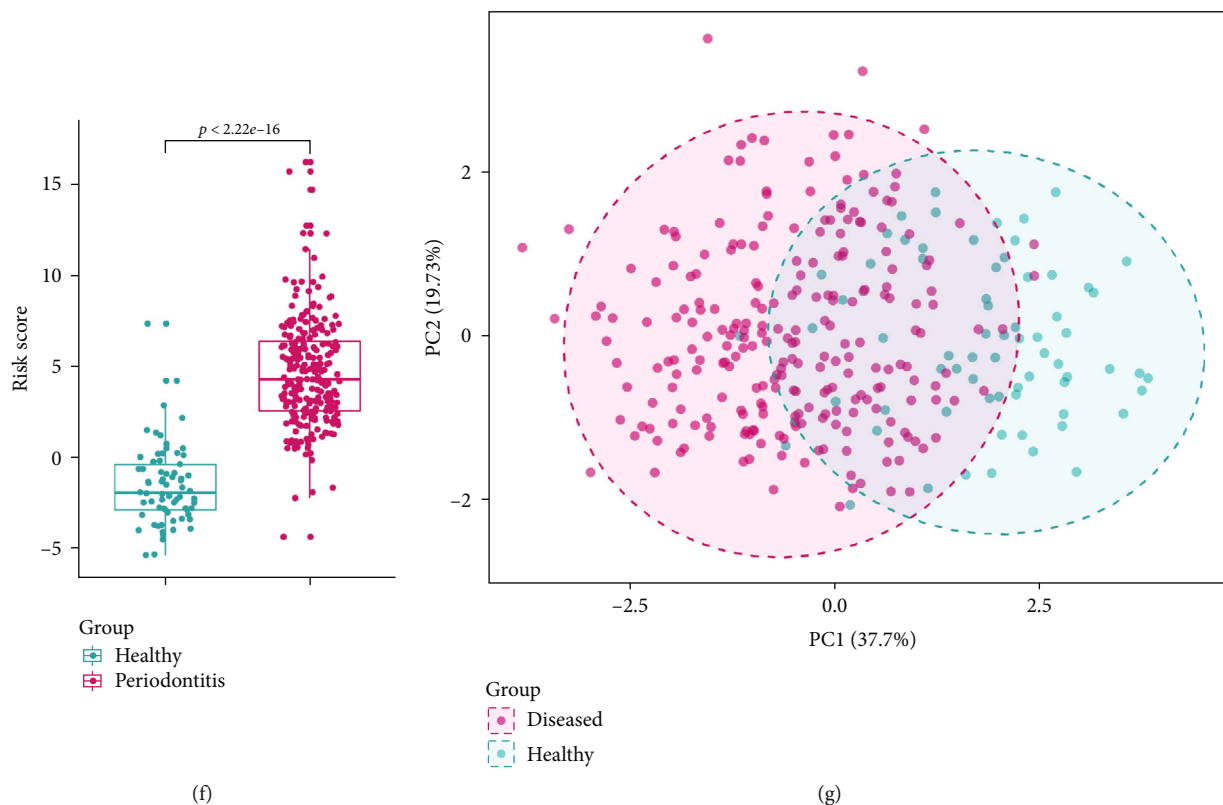 p < 2.22e–16
Risk score
15
10
5
0
–5
Group
Healthy
Periodontitis
(f)
PC2 (19.73%)
2
0
–2
–2.5
0.0
2.5
PC1 (37.7%)
Group
Diseased
Healthy
(g)